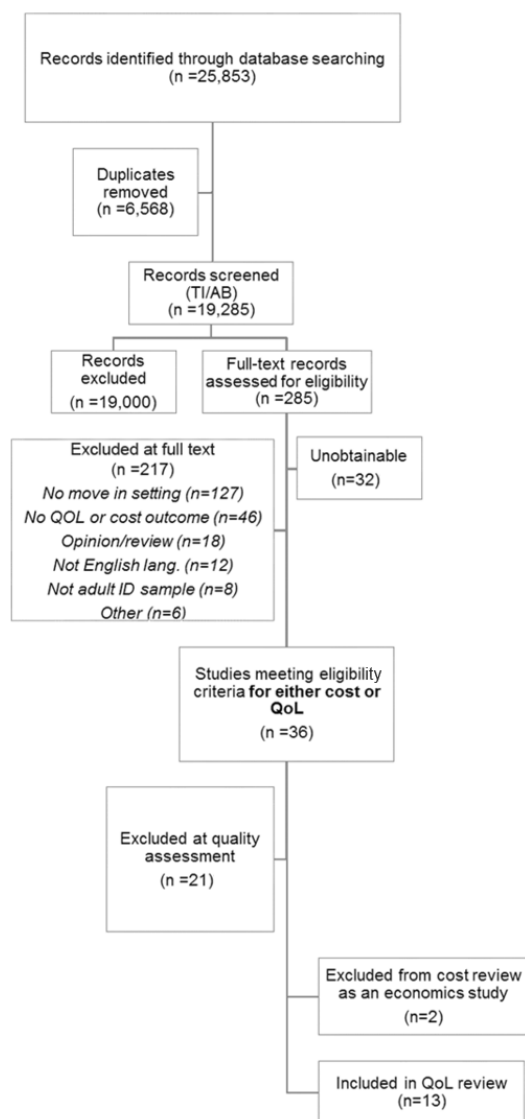 Records identified through database searching
(n =25,853)
Duplicates
removed
(n =6,568)
Records screened
(TI/AB)
(n =19,285)
Records
excluded
(n =19,000)
Full-text records
assessed for eligibility
(n =285)
Excluded at full text
(n =217)
No move in setting (n=127)
No QOL or cost outcome (n=46)
Opinion/review (n=18)
Not English lang. (n=12)
Not adult ID sample (n=8)
Other (n=6)
Unobtainable
(n=32)
Studies meeting eligibility
criteria for either cost or
QoL
(n =36)
Excluded at quality
assessment
(n =21)
Excluded from cost review
as an economics study
(n=2)
Included in QoL review
(n=13)